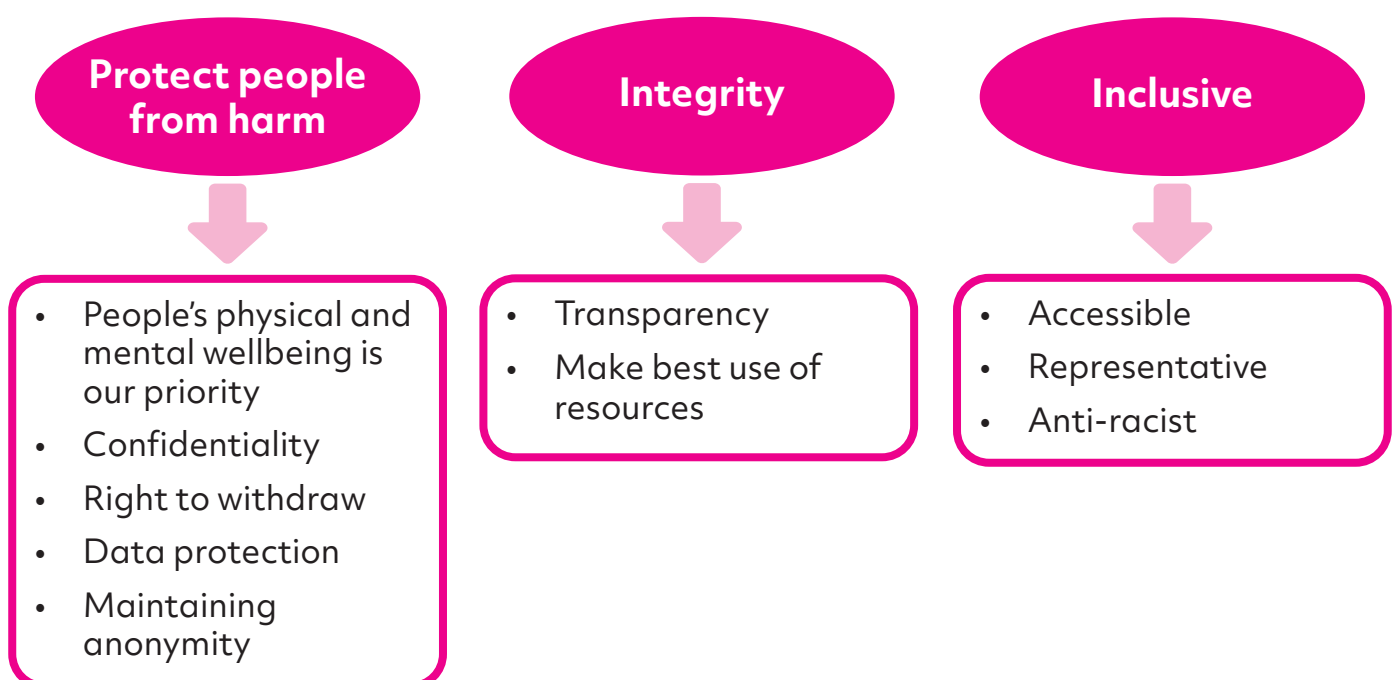 Protect people
from harm
• People’s physical and
mental wellbeing is
our priority
• Confidentiality
• Right to withdraw
• Data protection
• Maintaining
anonymity
Integrity
• Transparency
• Make best use of
resources
Inclusive
• Accessible
• Representative
• Anti-racist